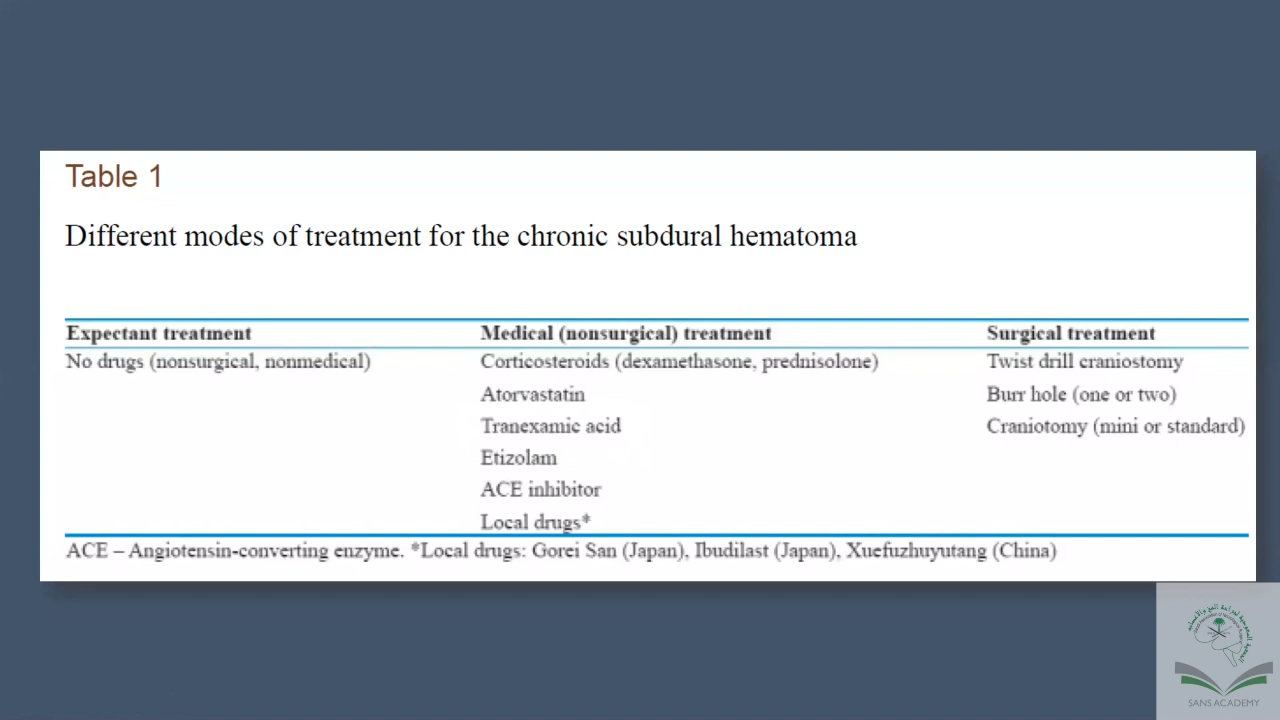 Table 1
Different modes of treatment for the chronic subdural hematoma
Expectant treatment Medical (nonsurgical) treatment Surgical treatment
No drugs (nonsurgical, nonmedical) Corticosteroids (dexamethasone, prednisolone) Twist drill craniostomy
Atorvastatin Burr hole (one or two)
Tranexamic acid Craniotomy (mini or standard)
Etizolam
ACE inhibitor
Local drugs*
ACE – Angiotensin-converting enzyme. *Local drugs: Gorei San (Japan), Ibudilast (Japan), Xuefuzhuyutang (China)
SANS ACADEMY